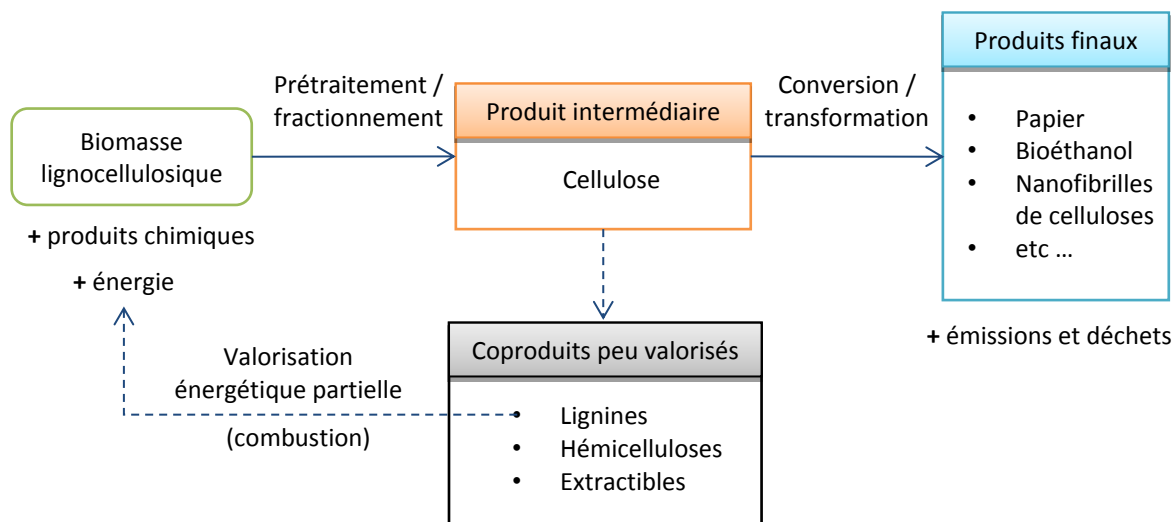 Biomasse
lignocellulosique
+ produits chimiques
+ énergie
Prétraitement /
fractionnement
Produit intermédiaire
Cellulose
Conversion /
transformation
Produits finaux
• Papier
• Bioéthanol
• Nanofibrilles
de celluloses
• etc ...
+ émissions et déchets
Coproduits peu valorisés
• Lignines
• Hémicelluloses
• Extractibles
Valorisation
énergétique partielle
(combustion)